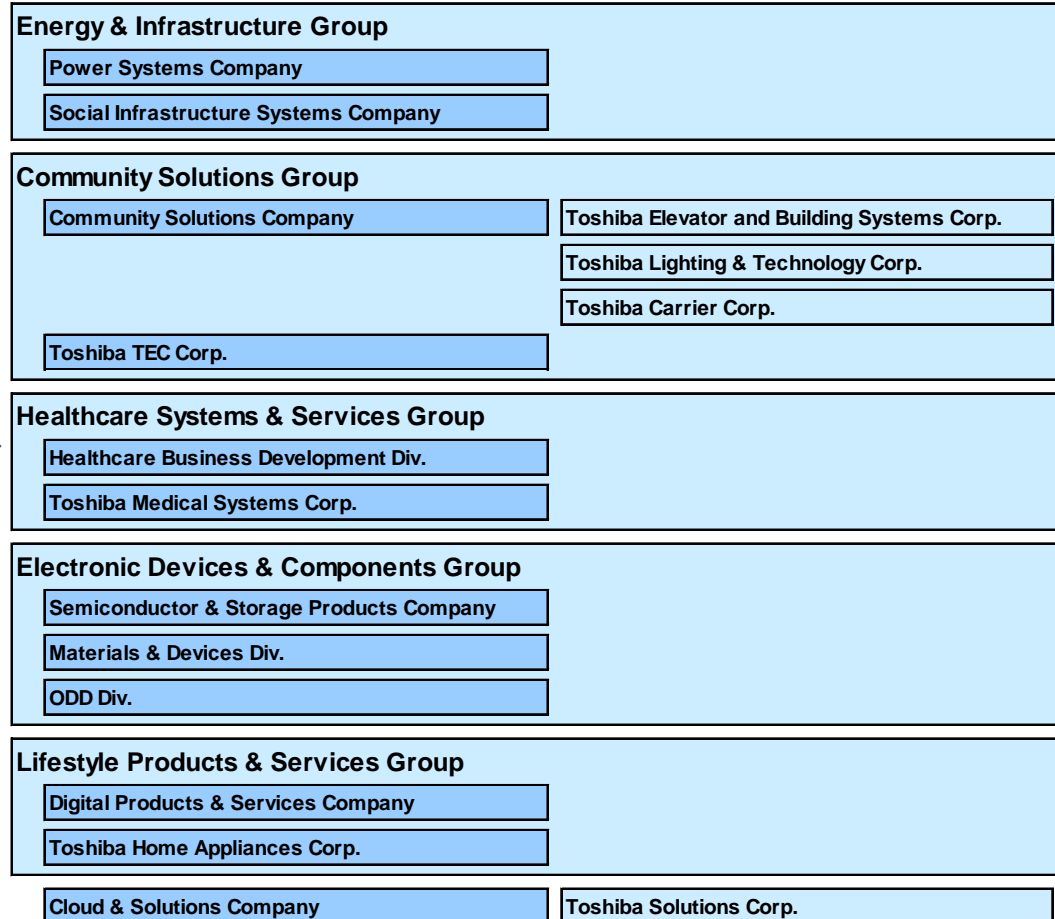 Energy & Infrastructure Group
Power Systems Company
Social Infrastructure Systems Company
Community Solutions Group
Community Solutions Company
Toshiba Elevator and Building Systems Corp.
Toshiba Lighting & Technology Corp.
Toshiba Carrier Corp.
Toshiba TEC Corp.
Healthcare Systems & Services Group
Healthcare Business Development Div.
Toshiba Medical Systems Corp.
Electronic Devices & Components Group
Semiconductor & Storage Products Company
Materials & Devices Div.
ODD Div.
Lifestyle Products & Services Group
Digital Products & Services Company
Toshiba Home Appliances Corp.
Cloud & Solutions Company
Toshiba Solutions Corp.